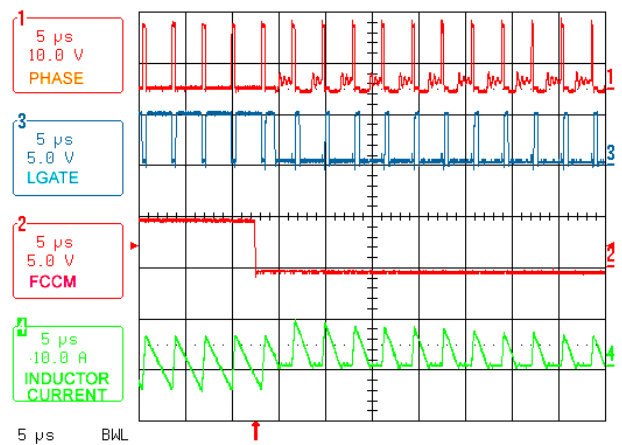 1
5 µs
10.0 V
PHASE
1
3
5 µs
5.0 V
LGATE
3
2
5 µs
5.0 V
FCCM
2
4
5 µs
10.0 A
INDUCTOR
CURRENT
4
5 µs BWL